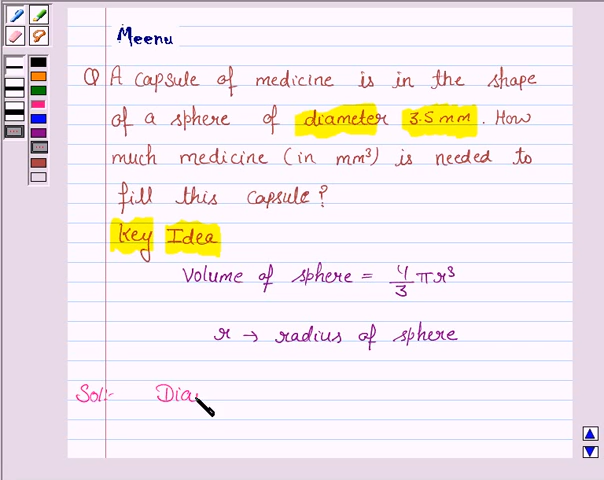 Meenu
Q A capsule of medicine is in the shape
of a sphere of diameter 3.5 mm. How
much medicine (in mm³) is needed to
fill this capsule?
Key Idea
Volume of sphere = 4/3 πr³
r → radius of sphere
Sol:- Dia